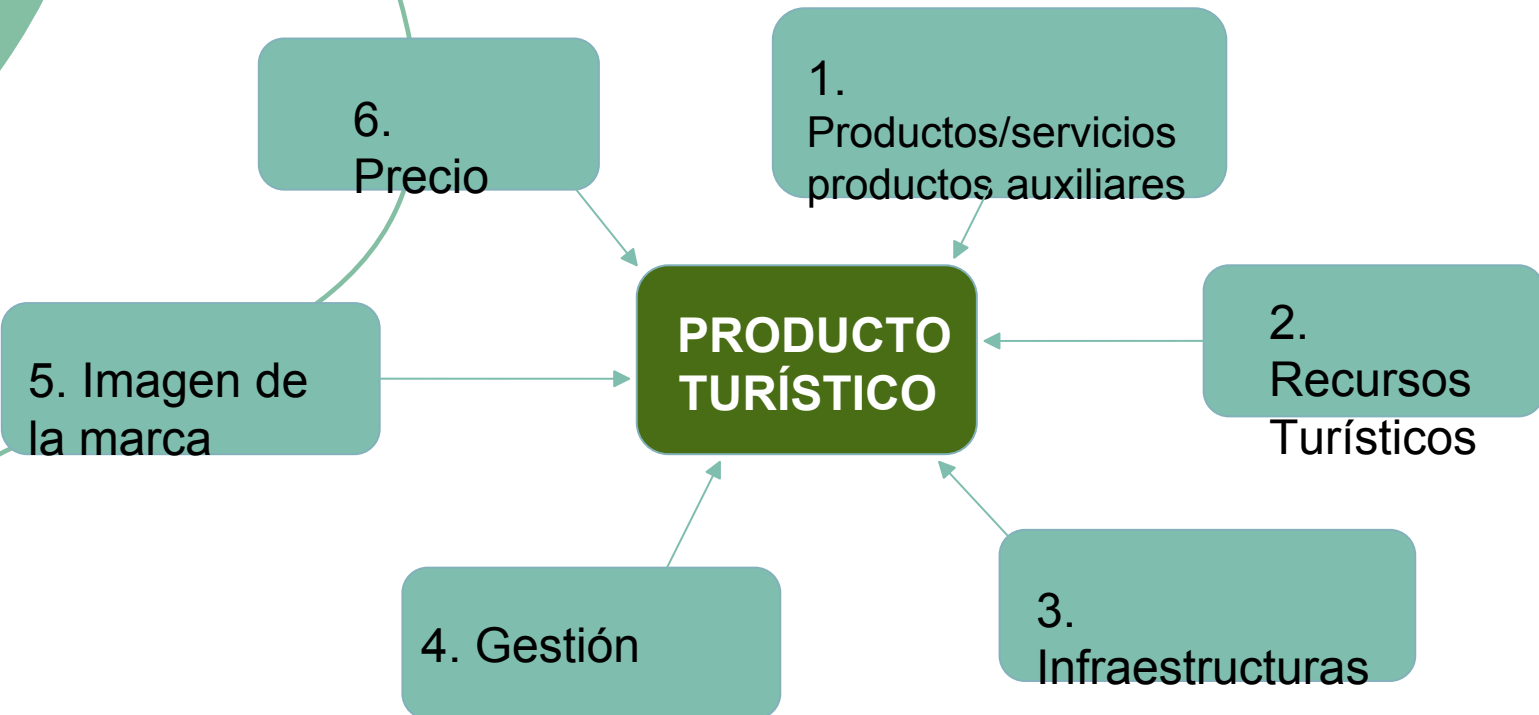 1.
Productos/servicios
productos auxiliares
6.
Precio
PRODUCTO
TURÍSTICO
2.
Recursos
Turísticos
5. Imagen de
la marca
3.
Infraestructuras
4. Gestión